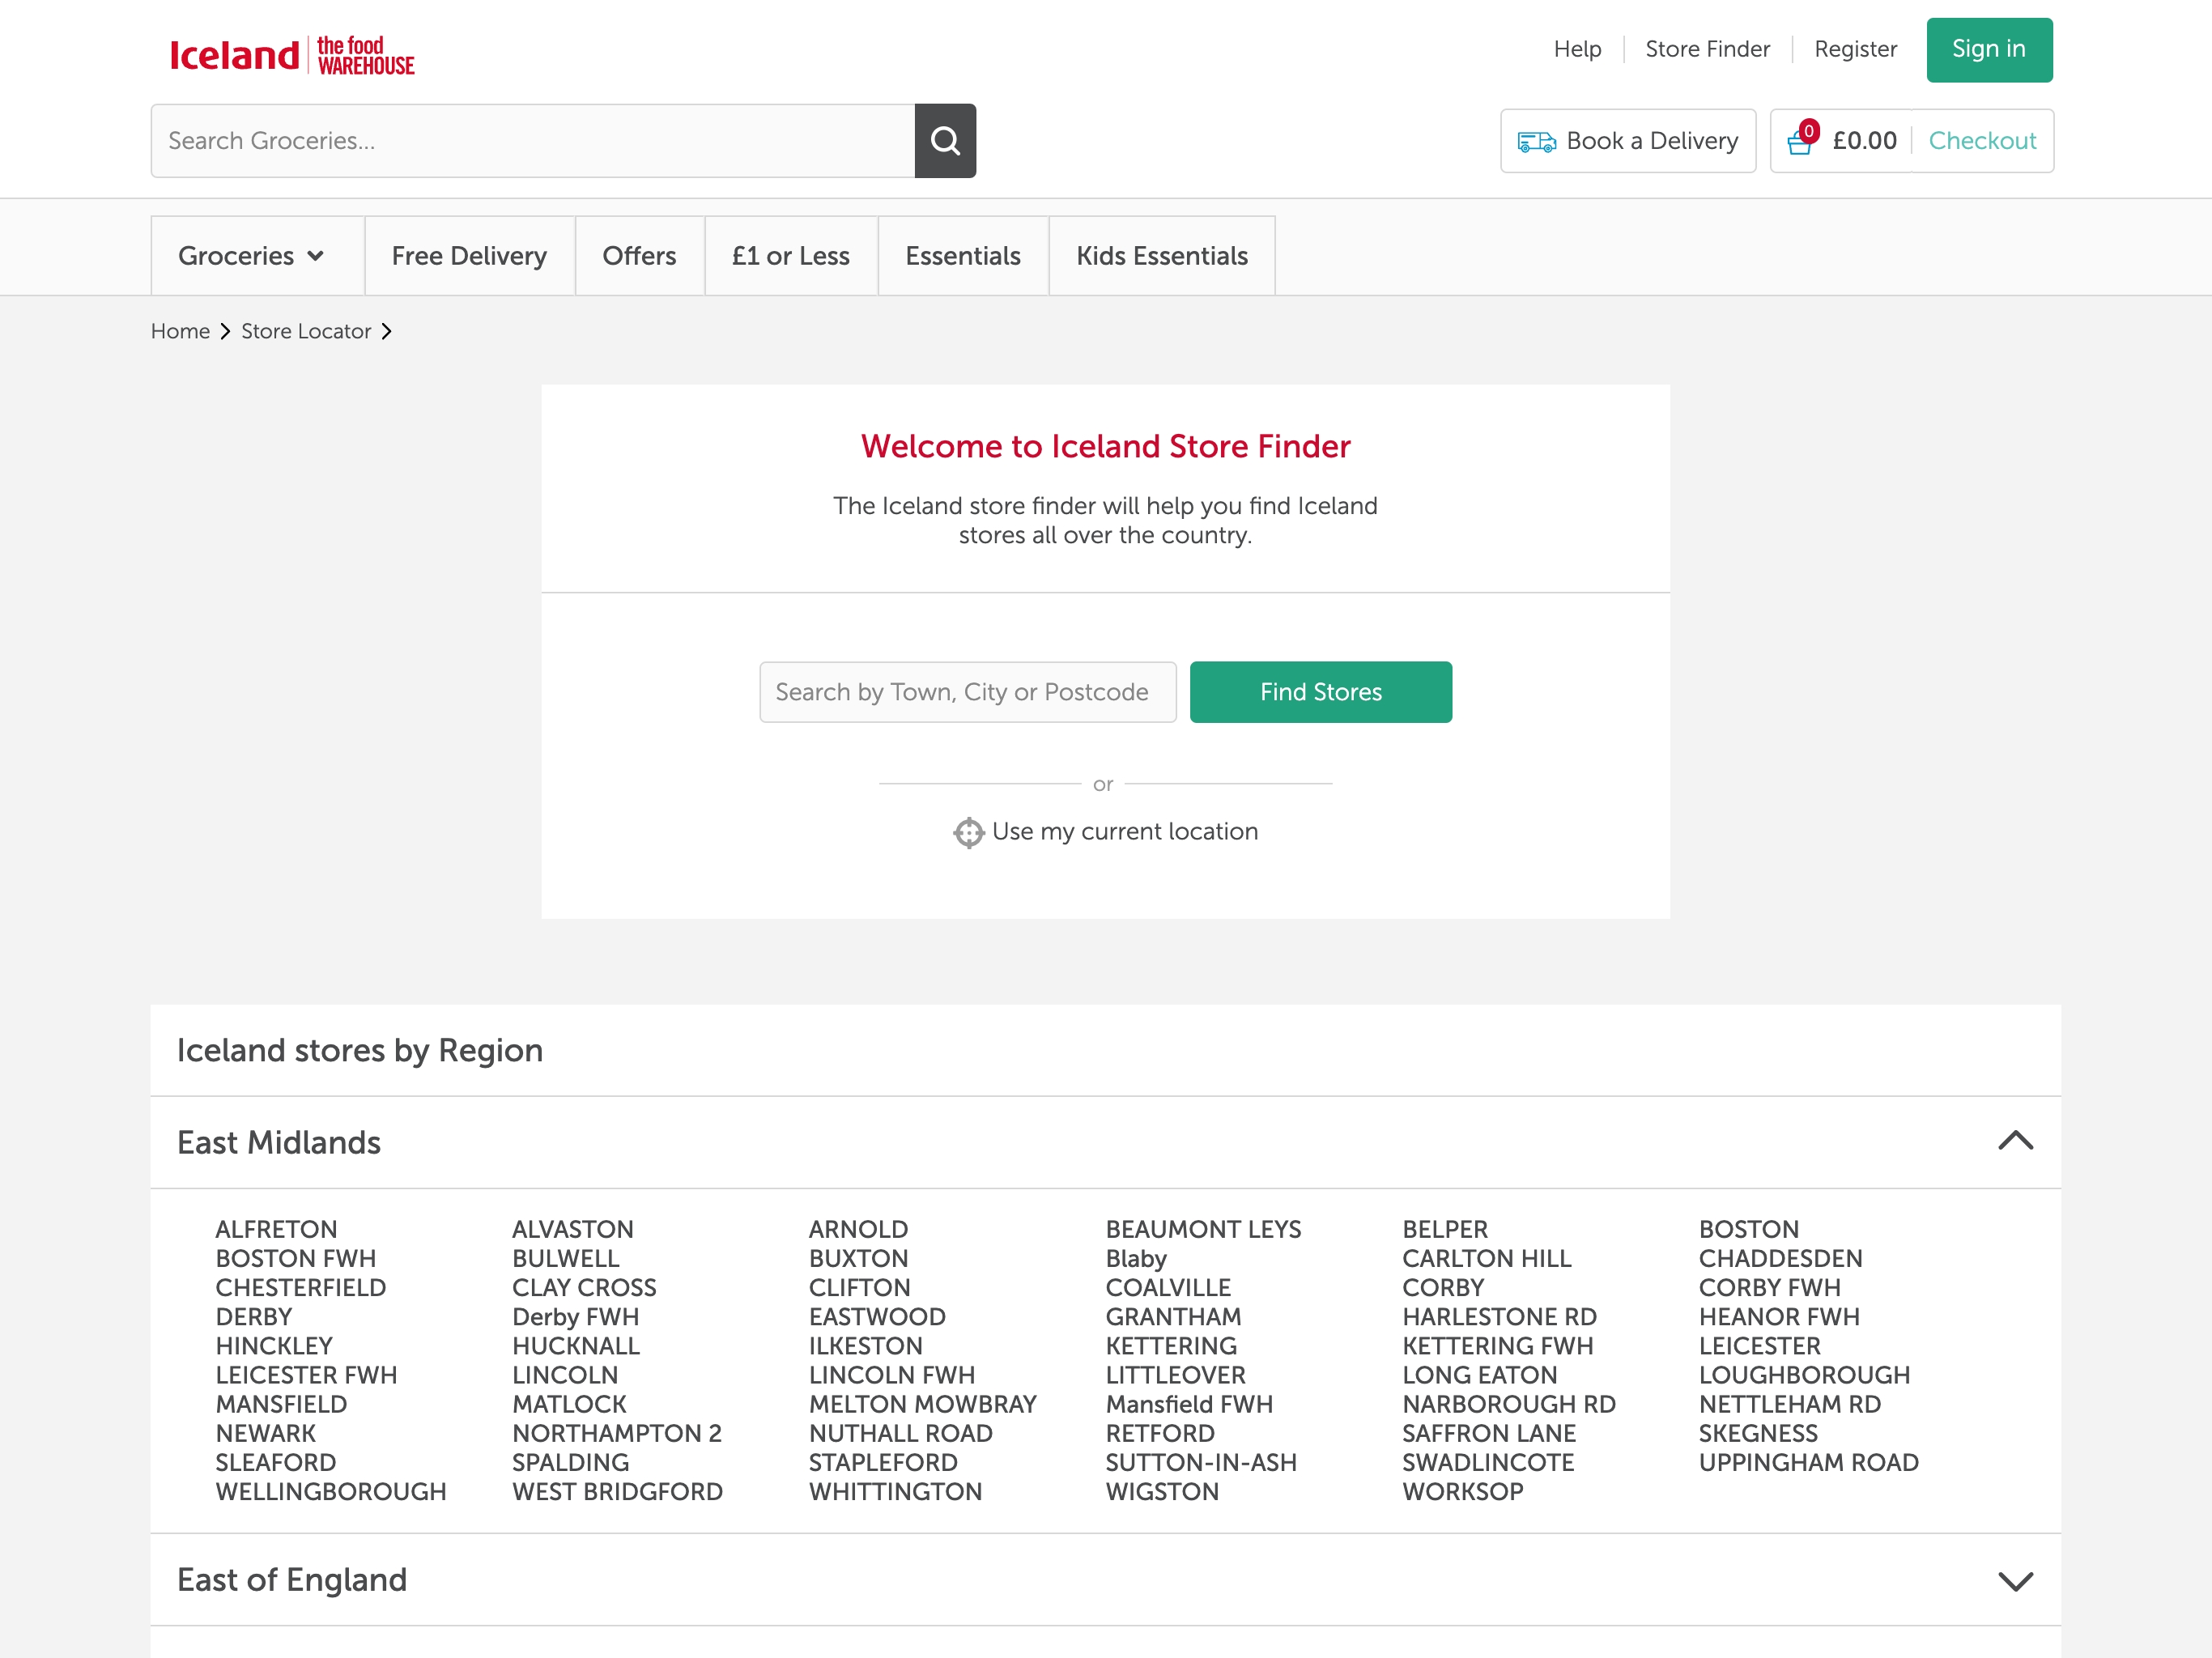 Iceland the food WAREHOUSE
Help Store Finder Register Sign in
Search Groceries...
Book a Delivery 0 £0.00 Checkout
Groceries Free Delivery Offers £1 or Less Essentials Kids Essentials
Home Store Locator
Welcome to Iceland Store Finder
The Iceland store finder will help you find Iceland
stores all over the country.
Search by Town, City or Postcode Find Stores
or
Use my current location
Iceland stores by Region
East Midlands
ALFRETON ALVASTON ARNOLD BEAUMONT LEYS BELPER BOSTON
BOSTON FWH BULWELL BUXTON Blaby CARLTON HILL CHADDESDEN
CHESTERFIELD CLAY CROSS CLIFTON COALVILLE CORBY CORBY FWH
DERBY Derby FWH EASTWOOD GRANTHAM HARLESTONE RD HEANOR FWH
HINCKLEY HUCKNALL ILKESTON KETTERING KETTERING FWH LEICESTER
LEICESTER FWH LINCOLN LINCOLN FWH LITTLEOVER LONG EATON LOUGHBOROUGH
MANSFIELD MATLOCK MELTON MOWBRAY Mansfield FWH NARBOROUGH RD NETTLEHAM RD
NEWARK NORTHAMPTON 2 NUTHALL ROAD RETFORD SAFFRON LANE SKEGNESS
SLEAFORD SPALDING STAPLEFORD SUTTON-IN-ASH SWADLINCOTE UPPINGHAM ROAD
WELLINGBOROUGH WEST BRIDGFORD WHITTINGTON WIGSTON WORKSOP
East of England